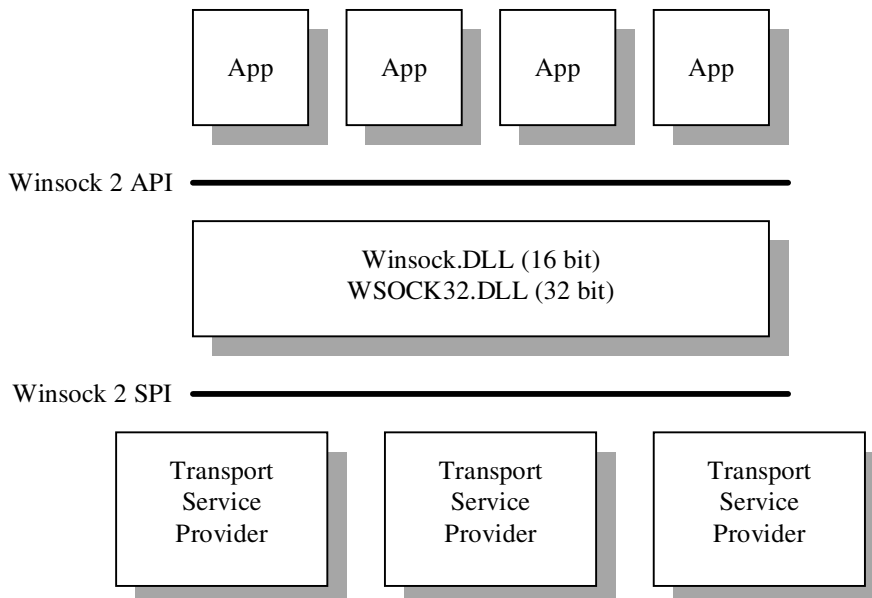 App
App
App
App
Winsock 2 API
Winsock.DLL (16 bit)
WSOCK32.DLL (32 bit)
Winsock 2 SPI
Transport
Service
Provider
Transport
Service
Provider
Transport
Service
Provider